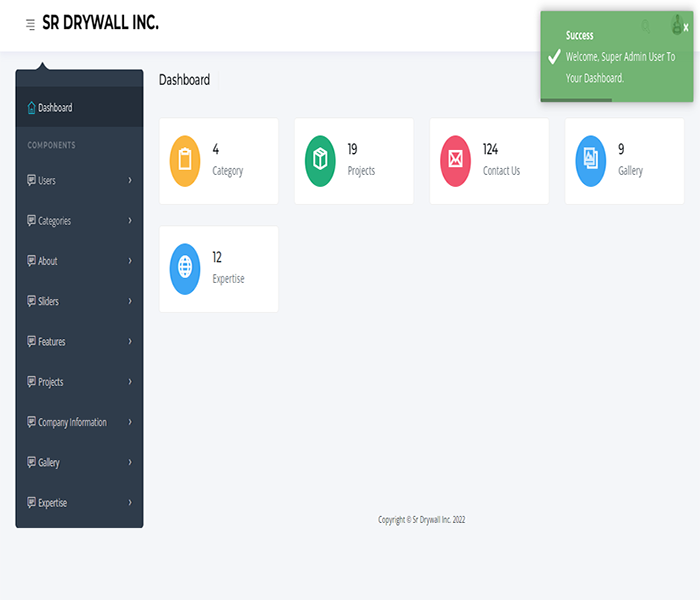 SR DRYWALL INC.
Success
Welcome, Super Admin User To
Your Dashboard.
x
Dashboard
COMPONENTS
Users
Categories
About
Sliders
Features
Projects
Company Information
Gallery
Expertise
Dashboard
4
Category
19
Projects
124
Contact Us
9
Gallery
12
Expertise
Copyright © Sr Drywall Inc. 2022